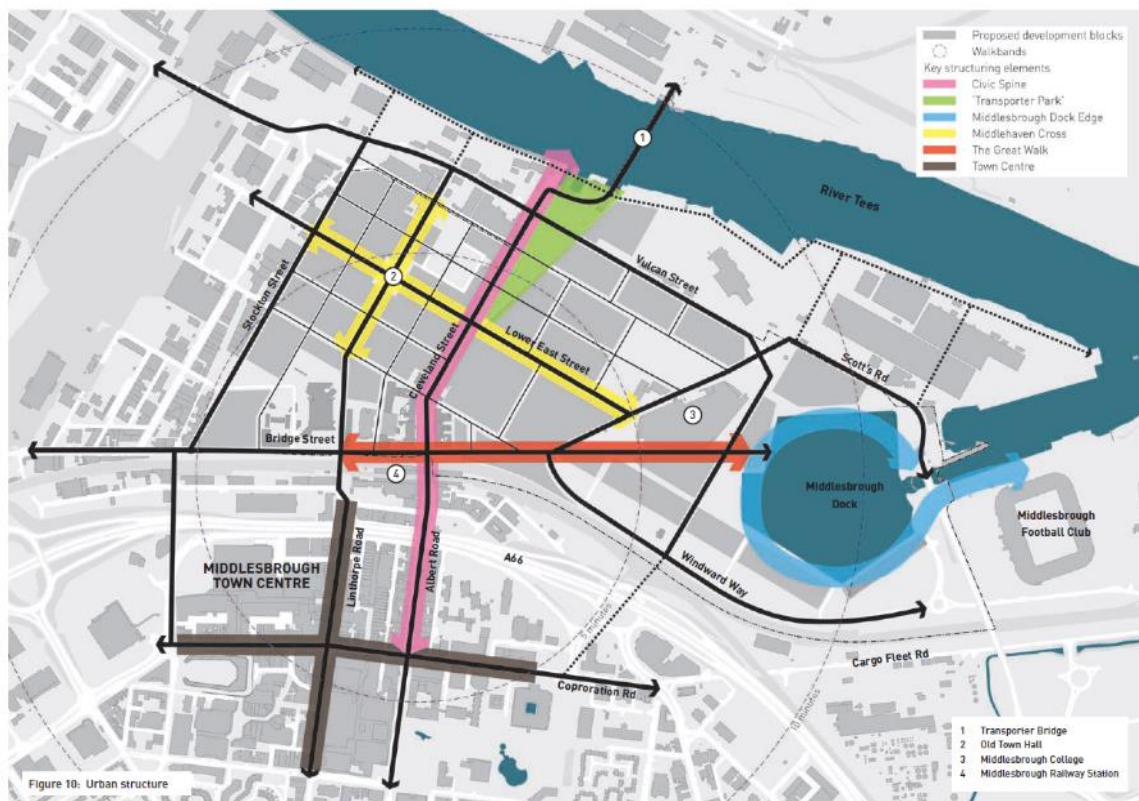 Proposed development blocks
Walkbands
Key structuring elements
Civic Spine
'Transporter Park'
Middlesbrough Dock Edge
Middlehaven Cross
The Great Walk
Town Centre
1
River Tees
2
Stockton Street
Vulcan Street
Cleveland Street
Lower East Street
Scott's Rd
3
Bridge Street
4
Middlesbrough
Dock
Middlesbrough
Football Club
A66
MIDDLESBROUGH
TOWN CENTRE
Linthorpe Road
Albert Road
Windward Way
5 minutes
Cargo Fleet Rd
Coproration Rd
10 minutes
1 Transporter Bridge
2 Old Town Hall
3 Middlesbrough College
4 Middlesbrough Railway Station
Figure 10: Urban structure